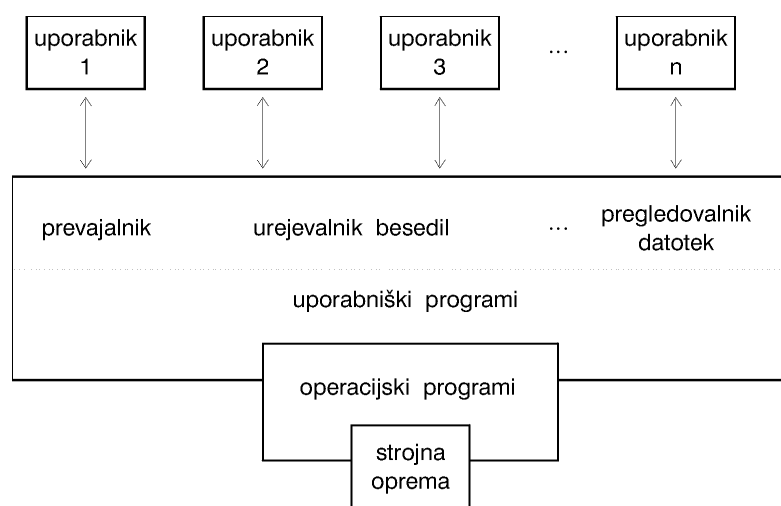 uporabnik
1
uporabnik
2
uporabnik
3
...
uporabnik
n
prevajalnik
urejevalnik besedil
...
pregledovalnik
datotek
uporabniški programi
operacijski programi
strojna
oprema